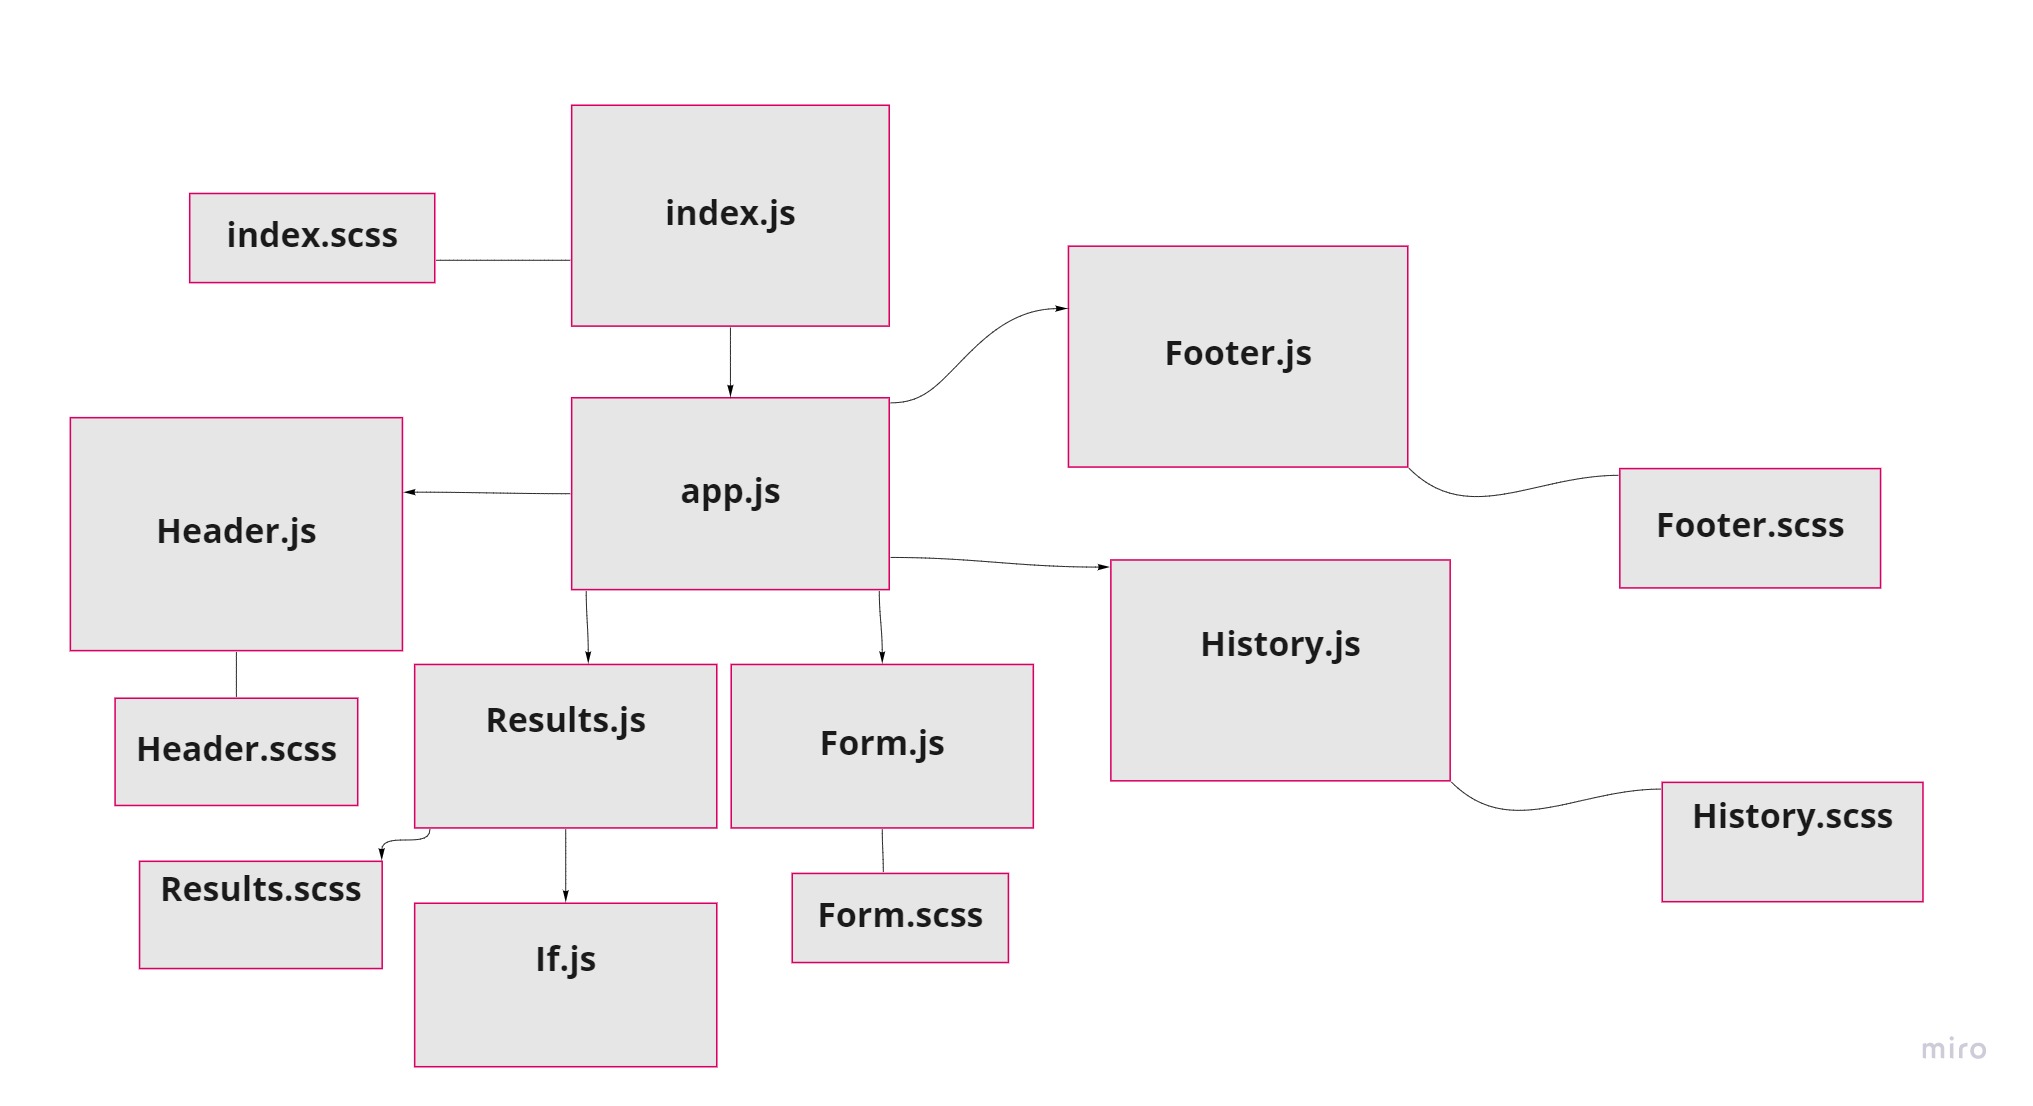 index.js
index.scss
Footer.js
app.js
Header.js
Footer.scss
History.js
Results.js
Form.js
Header.scss
History.scss
Results.scss
Form.scss
If.js
miro